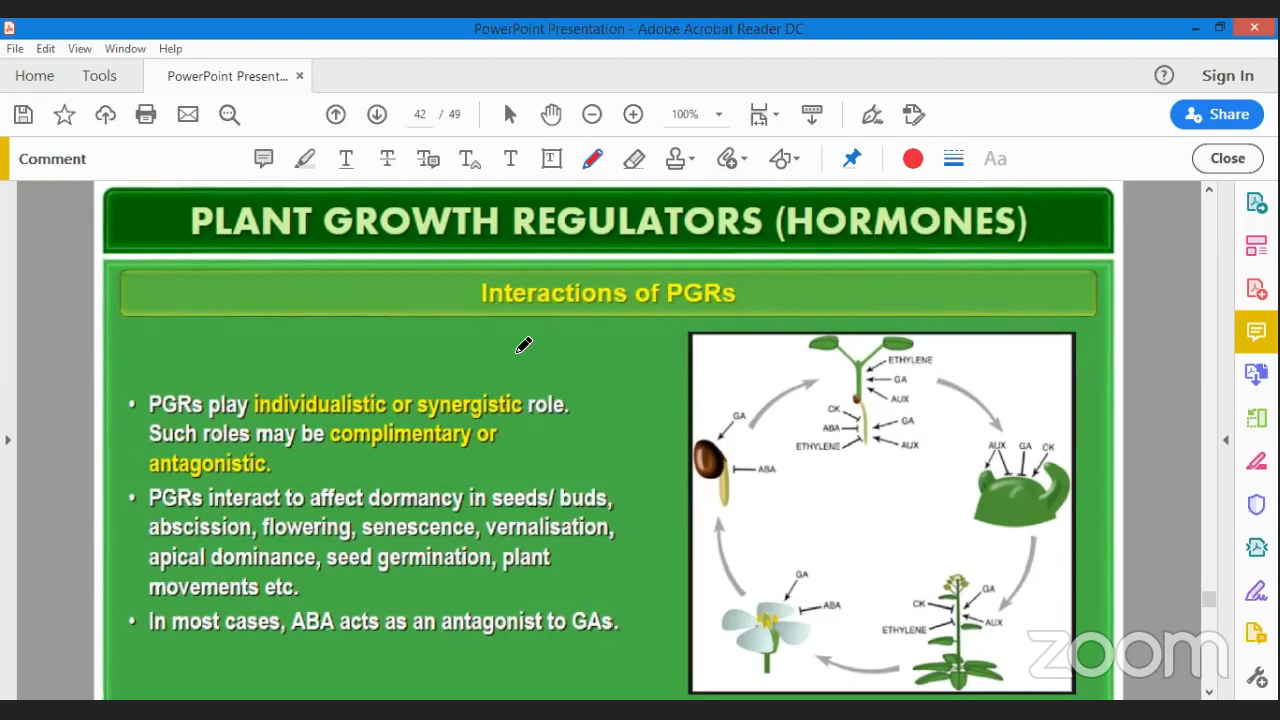 PowerPoint Presentation - Adobe Acrobat Reader DC
File Edit View Window Help
Home Tools PowerPoint Present... × Sign In
42 / 49 100% Share
Comment Aa Close
PLANT GROWTH REGULATORS (HORMONES)
Interactions of PGRs
• PGRs play individualistic or synergistic role.
Such roles may be complimentary or
antagonistic.
• PGRs interact to affect dormancy in seeds/ buds,
abscission, flowering, senescence, vernalisation,
apical dominance, seed germination, plant
movements etc.
• In most cases, ABA acts as an antagonist to GAs.
ETHYLENE
GA
AUX
CK
GA
ABA
ETHYLENE
AUX
GA
ABA
AUX GA CK
GA
CK
AUX
ETHYLENE
GA
ABA
zoom